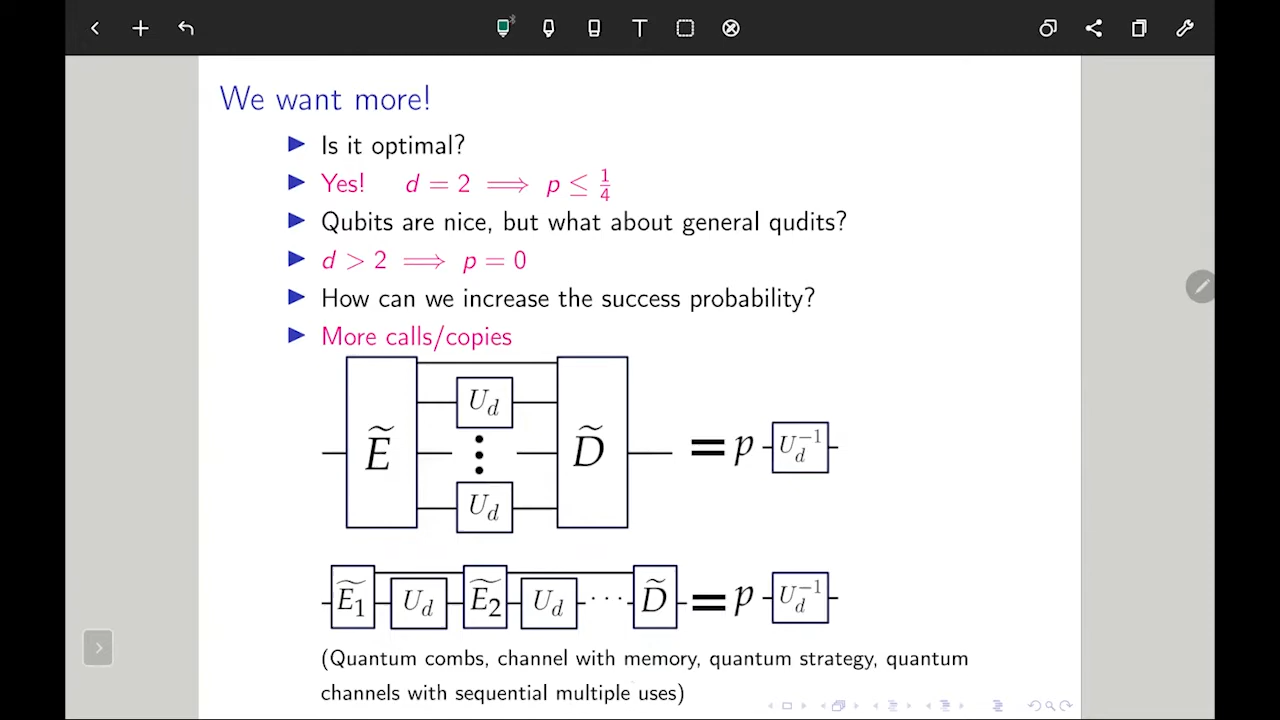 We want more!
Is it optimal?
Yes! d = 2 ⟹ p ≤ 1/4
Qubits are nice, but what about general qudits?
d > 2 ⟹ p = 0
How can we increase the success probability?
More calls/copies
Ẽ U_d ⋮ U_d D̃ = p U_d^{-1}
Ẽ₁ U_d Ẽ₂ U_d ··· D̃ = p U_d^{-1}
(Quantum combs, channel with memory, quantum strategy, quantum
channels with sequential multiple uses)